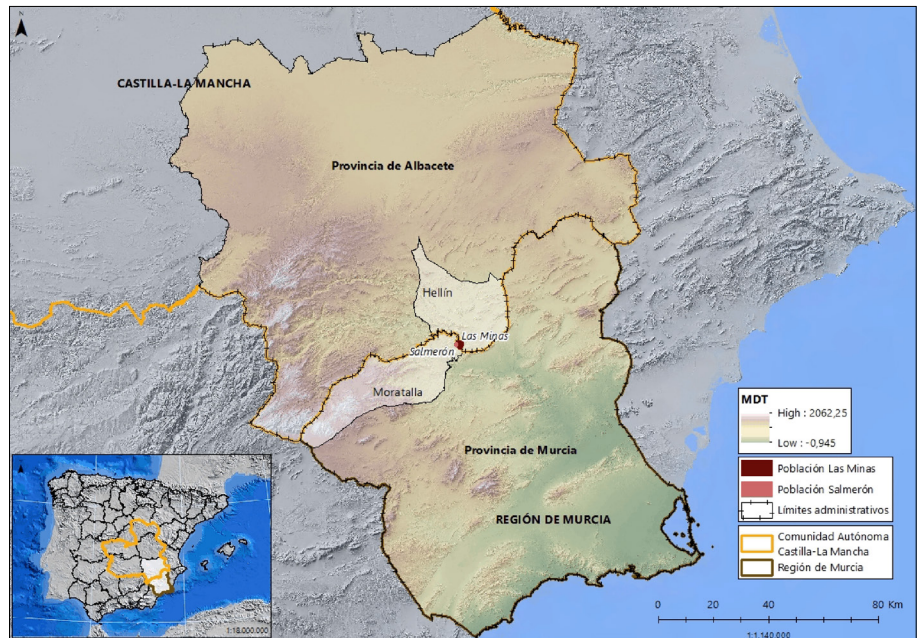 CASTILLA-LA MANCHA
Provincia de Albacete
Hellín
Las Minas
Salmerón
Moratalla
Provincia de Murcia
REGIÓN DE MURCIA
MDT
High : 2062,25
Low : -0,945
Población Las Minas
Población Salmerón
Límites administrativos
Comunidad Autónoma
Castilla-La Mancha
Región de Murcia
0 20 40 80 Km
1:1.140.000
1:18.000.000